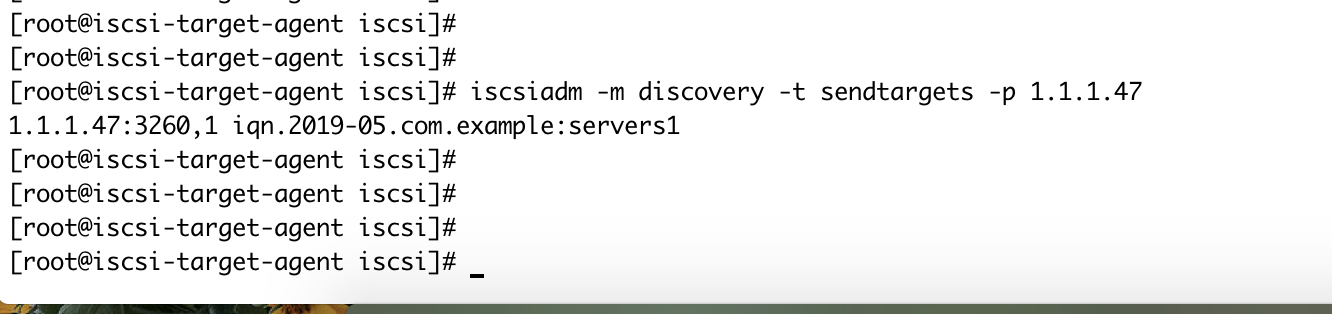 [root@iscsi-target-agent iscsi]#
[root@iscsi-target-agent iscsi]#
[root@iscsi-target-agent iscsi]# iscsiadm -m discovery -t sendtargets -p 1.1.1.47
1.1.1.47:3260,1 iqn.2019-05.com.example:servers1
[root@iscsi-target-agent iscsi]#
[root@iscsi-target-agent iscsi]#
[root@iscsi-target-agent iscsi]#
[root@iscsi-target-agent iscsi]# _